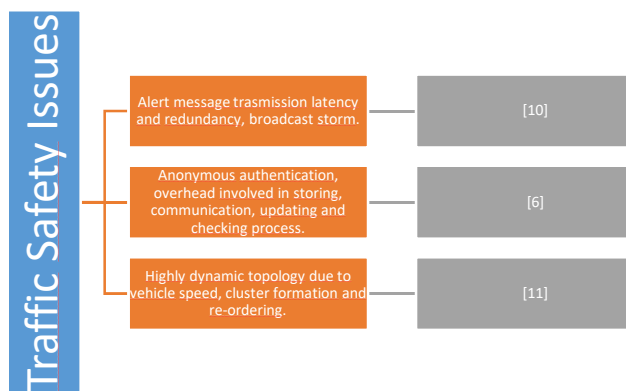 Traffic Safety Issues
Alert message trasmission latency
and redundancy, broadcast storm.
[10]
Anonymous authentication,
overhead involved in storing,
communication, updating and
checking process.
[6]
Highly dynamic topology due to
vehicle speed, cluster formation and
re-ordering.
[11]